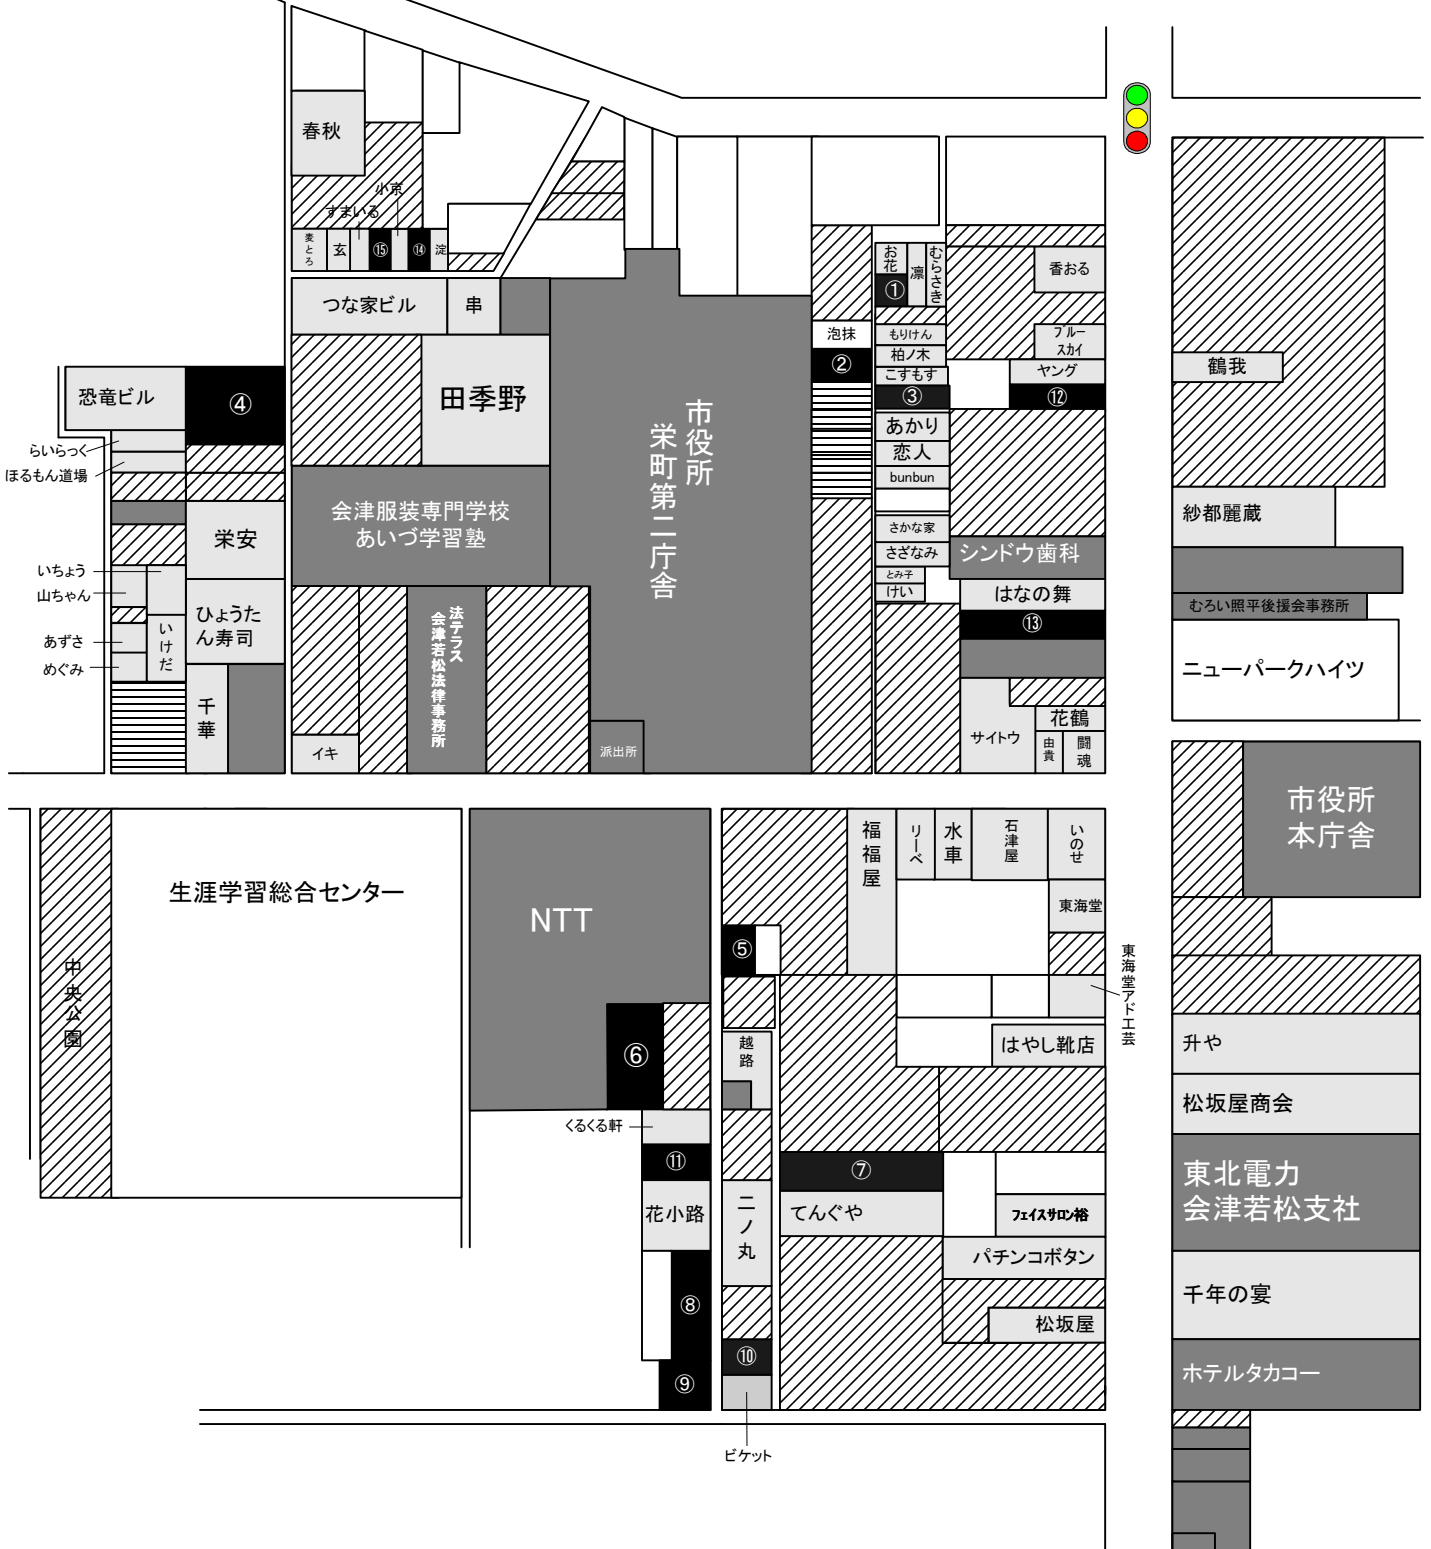 春秋
小京
すまいる
麦とろ
玄
⑮
⑭
淀
つな家ビル
串
田季野
会津服装専門学校
あいづ学習塾
法テラス
会津若松法律事務所
イキ
市役所
栄町第二庁舎
派出所
恐竜ビル
④
らいらっく
ほるもん道場
栄安
いちょう
山ちゃん
ひょうた
ん寿司
いけだ
あずさ
めぐみ
千華
泡抹
②
お花
①
凛
むらさき
もりけん
柏ノ木
こすもす
③
あかり
恋人
bunbun
さかな家
さざなみ
とみ子
けい
香おる
ブルー
スカイ
ヤング
⑫
シンドウ歯科
はなの舞
⑬
サイトウ
花鶴
由貴
闘魂
鶴我
紗都麗蔵
むろい照平後援会事務所
ニューパークハイツ
市役所
本庁舎
中央公園
生涯学習総合センター
NTT
⑥
くるくる軒
⑪
花小路
⑧
⑨
⑤
越路
二ノ丸
⑩
ビケット
福福屋
リーベ
水車
石津屋
いのせ
東海堂
東海堂アド工芸
はやし靴店
⑦
てんぐや
フェイスサロン裕
パチンコボタン
松坂屋
升や
松坂屋商会
東北電力
会津若松支社
千年の宴
ホテルタカコー